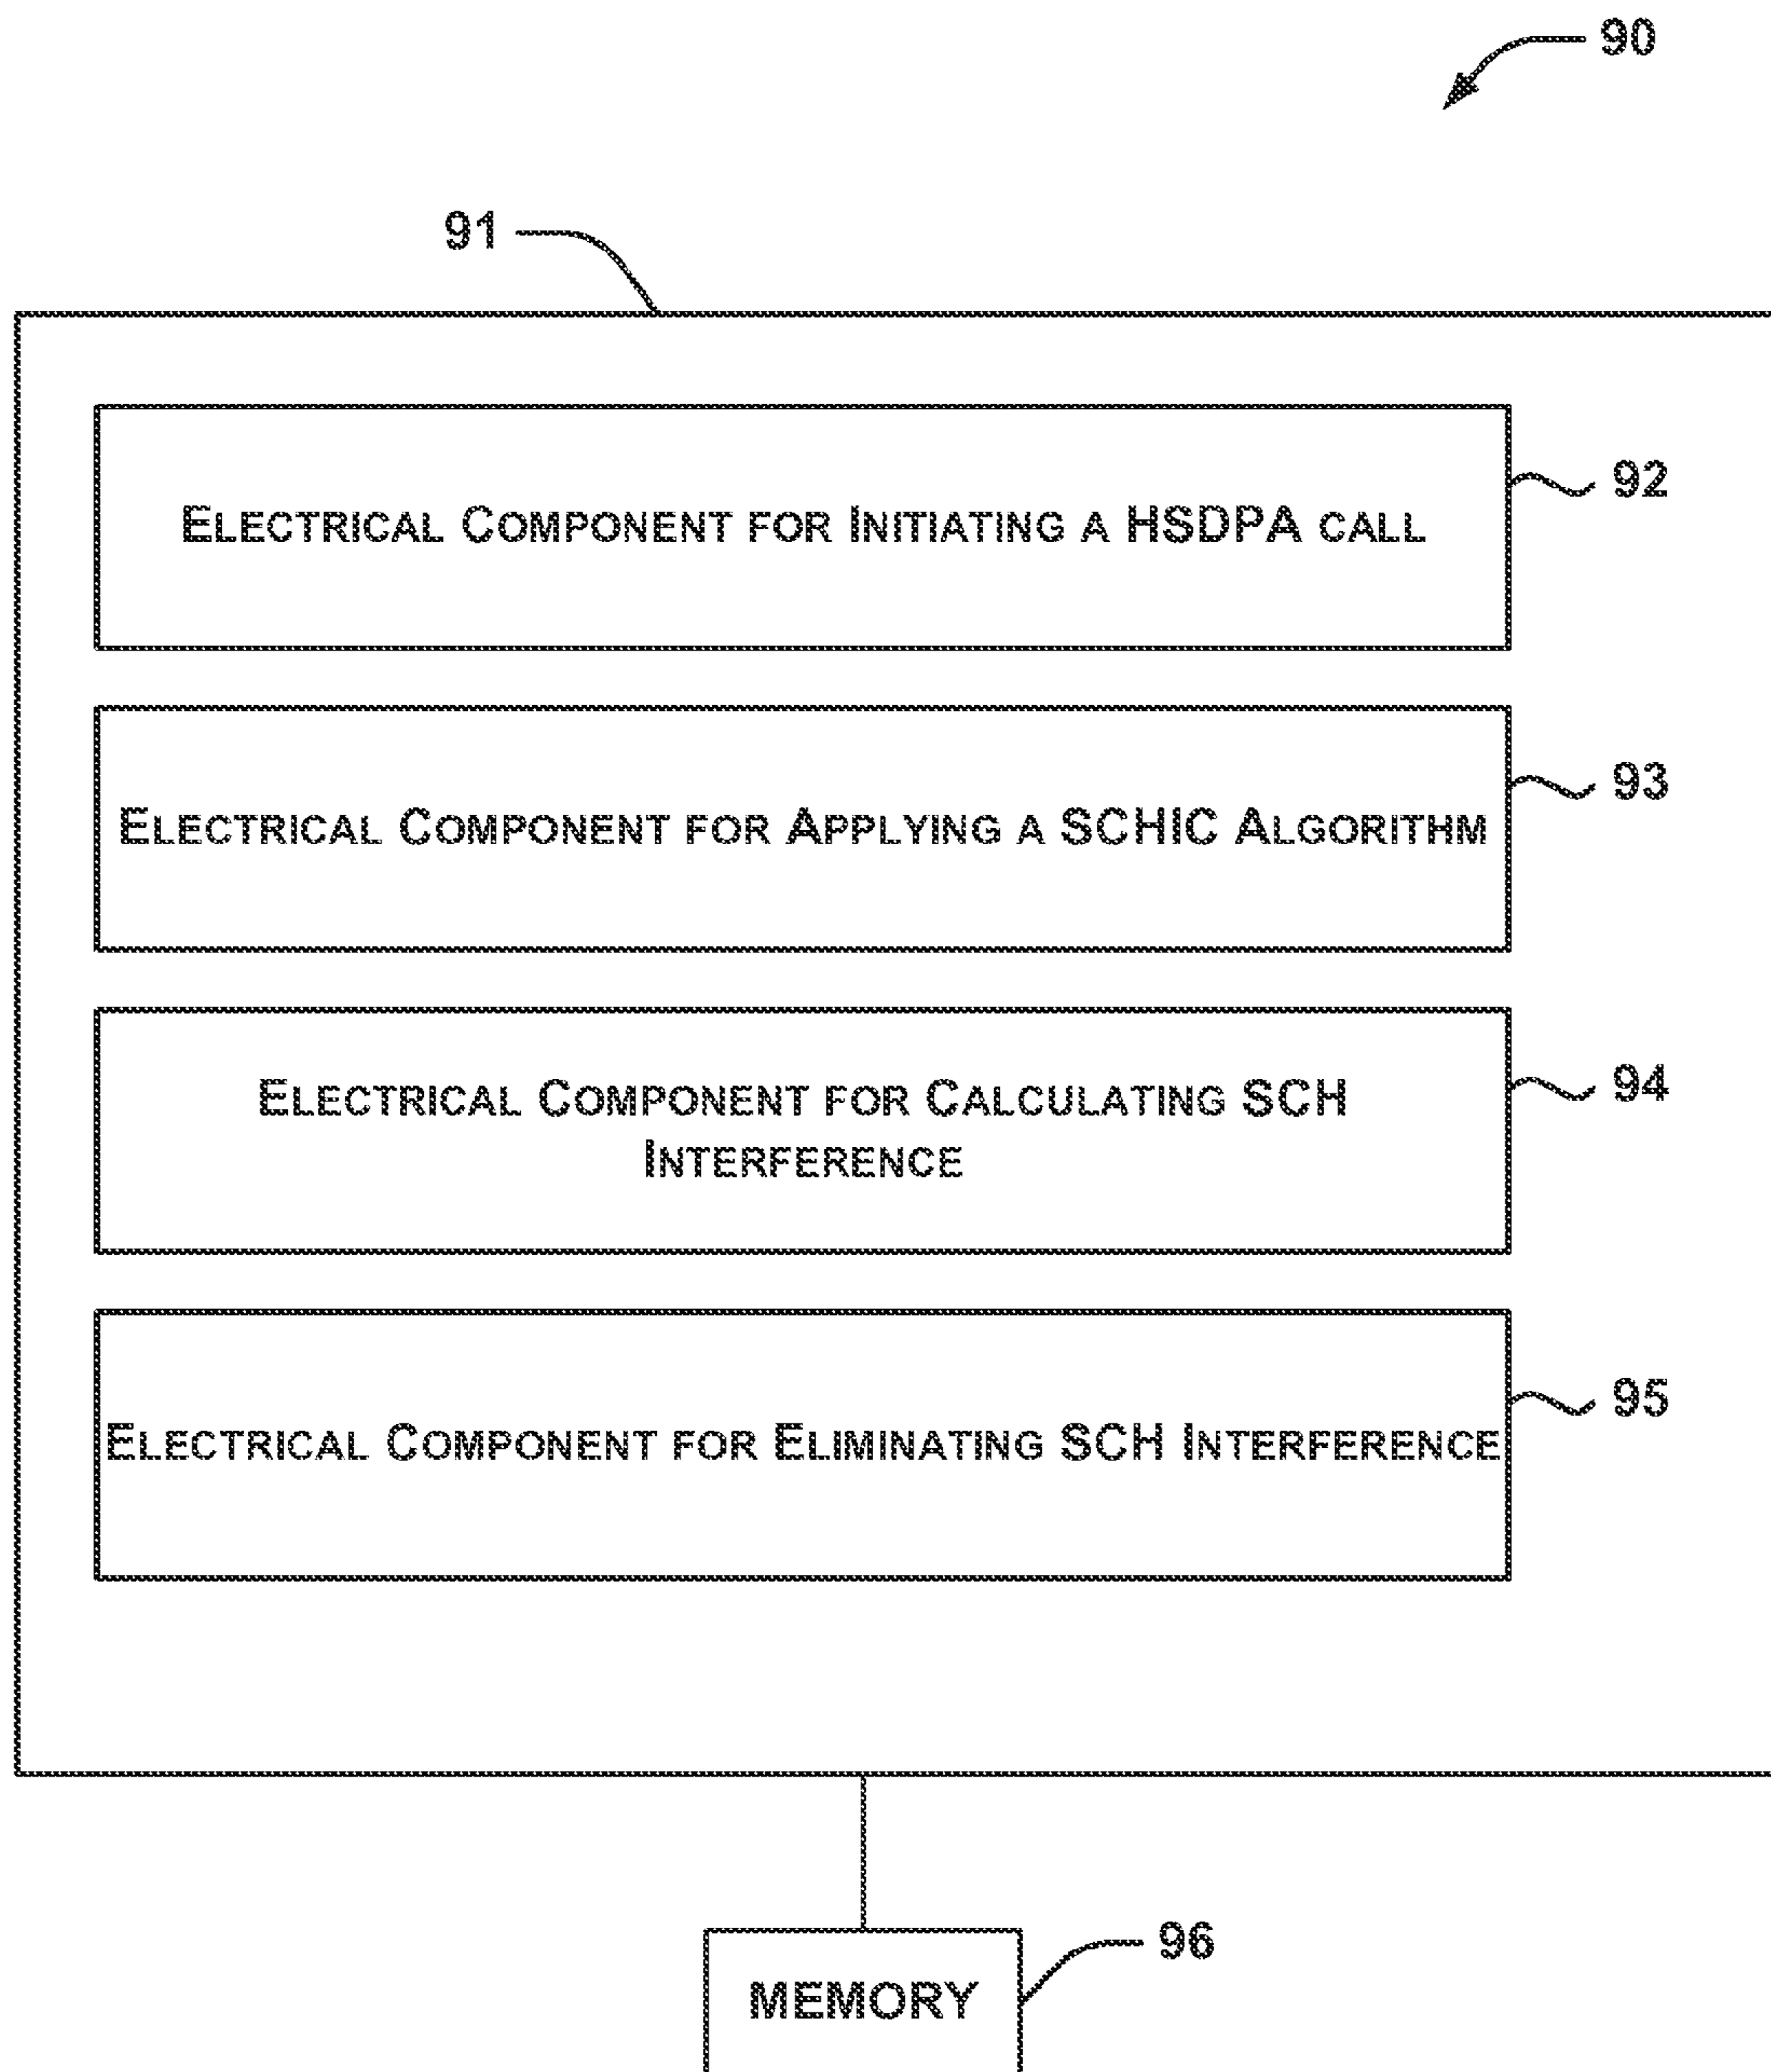 90
91
ELECTRICAL COMPONENT FOR INITIATING A HSDPA CALL
92
ELECTRICAL COMPONENT FOR APPLYING A SCHIC ALGORITHM
93
ELECTRICAL COMPONENT FOR CALCULATING SCH
INTERFERENCE
94
ELECTRICAL COMPONENT FOR ELIMINATING SCH INTERFERENCE
95
MEMORY
96